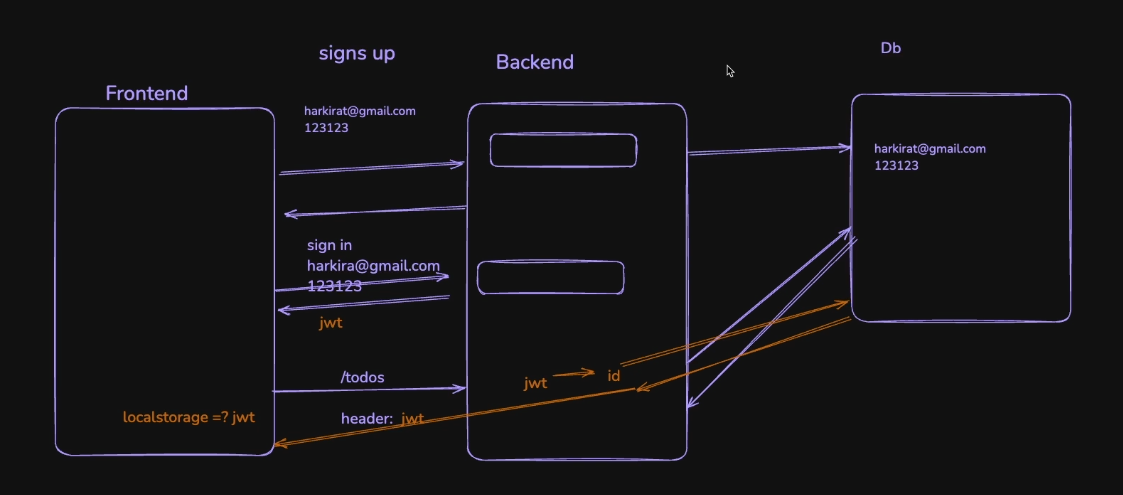 signs up
Backend
Db
Frontend
harkirat@gmail.com
123123
harkirat@gmail.com
123123
sign in
harkira@gmail.com
123123
jwt
/todos
jwt
id
localstorage =? jwt
header: jwt